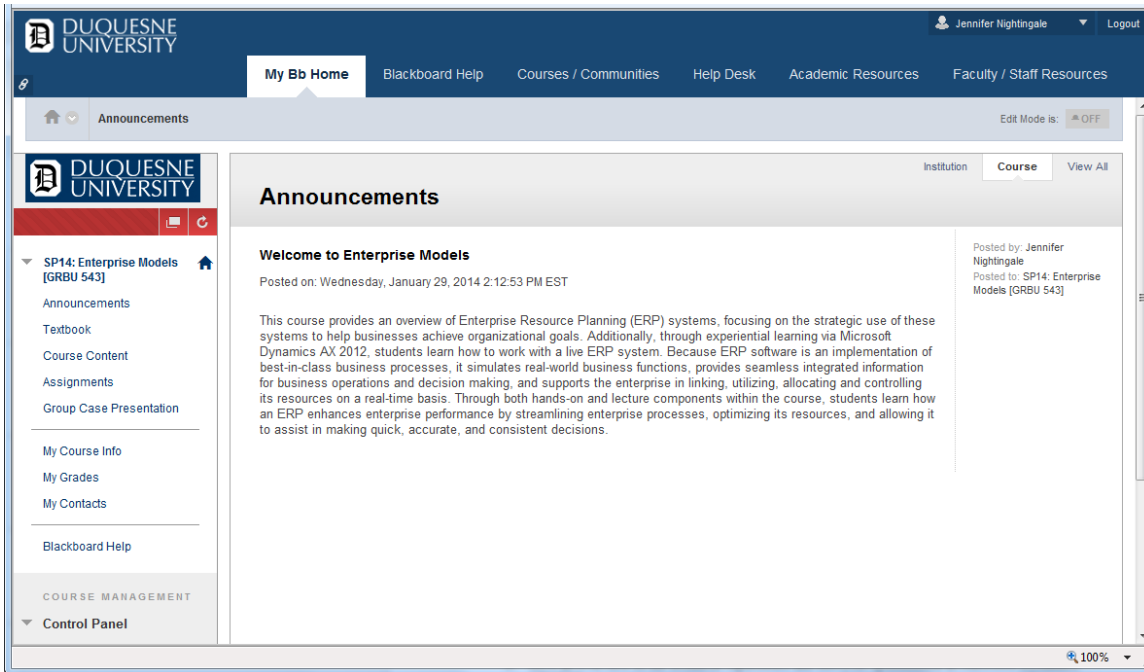 DUQUESNE
UNIVERSITY
Jennifer Nightingale
Logout
My Bb Home
Blackboard Help
Courses / Communities
Help Desk
Academic Resources
Faculty / Staff Resources
Announcements
Edit Mode is:
OFF
DUQUESNE
UNIVERSITY
SP14: Enterprise Models
[GRBU 543]
Announcements
Textbook
Course Content
Assignments
Group Case Presentation
My Course Info
My Grades
My Contacts
Blackboard Help
COURSE MANAGEMENT
Control Panel
Institution
Course
View All
Announcements
Welcome to Enterprise Models
Posted on: Wednesday, January 29, 2014 2:12:53 PM EST
This course provides an overview of Enterprise Resource Planning (ERP) systems, focusing on the strategic use of these
systems to help businesses achieve organizational goals. Additionally, through experiential learning via Microsoft
Dynamics AX 2012, students learn how to work with a live ERP system. Because ERP software is an implementation of
best-in-class business processes, it simulates real-world business functions, provides seamless integrated information
for business operations and decision making, and supports the enterprise in linking, utilizing, allocating and controlling
its resources on a real-time basis. Through both hands-on and lecture components within the course, students learn how
an ERP enhances enterprise performance by streamlining enterprise processes, optimizing its resources, and allowing it
to assist in making quick, accurate, and consistent decisions.
Posted by: Jennifer
Nightingale
Posted to: SP14: Enterprise
Models [GRBU 543]
100%